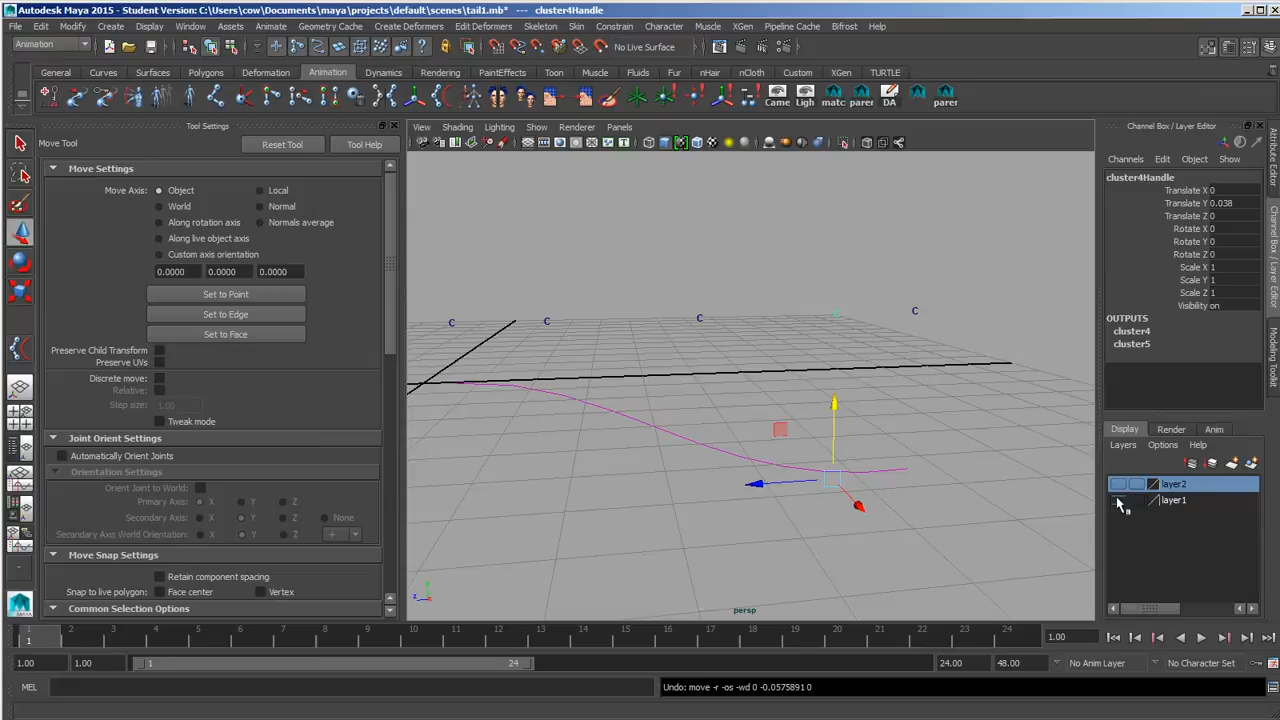 Autodesk Maya 2015 - Student Version: C:\Users\cow\Documents\maya\projects\default\scenes\tail1.mb* --- cluster4Handle
File Edit Modify Create Display Window Assets Animate Geometry Cache Create Deformers Edit Deformers Skeleton Skin Constrain Character Muscle XGen Pipeline Cache Bifrost Help
Animation No Live Surface
General Curves Surfaces Polygons Deformation Animation Dynamics Rendering PaintEffects Toon Muscle Fluids Fur nHair nCloth Custom XGen TURTLE
Came Ligh matc parer DA parer
Tool Settings
Move Tool Reset Tool Tool Help
Move Settings
Move Axis: Object Local
World Normal
Along rotation axis Normals average
Along live object axis
Custom axis orientation
0.0000 0.0000 0.0000
Set to Point
Set to Edge
Set to Face
Preserve Child Transform
Preserve UVs
Discrete move:
Relative:
Step size: 1.00
Tweak mode
Joint Orient Settings
Automatically Orient Joints
Orientation Settings
Orient Joint to World:
Primary Axis: X Y Z
Secondary Axis: X Y Z None
Secondary Axis World Orientation: X Y Z +
Move Snap Settings
Retain component spacing
Snap to live polygon: Face center Vertex
Common Selection Options
View Shading Lighting Show Renderer Panels
C C C C C
z x
persp
Channel Box / Layer Editor
Channels Edit Object Show
cluster4Handle
Translate X 0
Translate Y 0.038
Translate Z 0
Rotate X 0
Rotate Y 0
Rotate Z 0
Scale X 1
Scale Y 1
Scale Z 1
Visibility on
OUTPUTS
cluster4
cluster5
Display Render Anim
Layers Options Help
layer2
layer1
Attribute Editor
Channel Box / Layer Editor
Modeling Toolkit
1 2 3 4 5 6 7 8 9 10 11 12 13 14 15 16 17 18 19 20 21 22 23 24
1 1.00
1.00 1.00 1 24 24.00 48.00 No Anim Layer No Character Set
MEL Undo: move -r -os -wd 0 -0.0575891 0